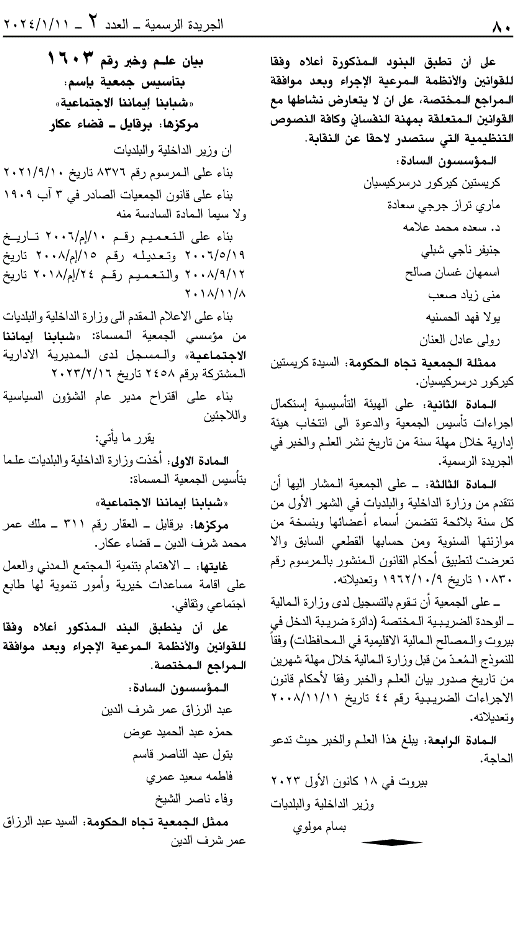 ٨٠
الجريدة الرسمية ـ العدد ٢ ـ ٢٠٢٤/١/١١
على أن تطبق البنود المذكورة أعلاه وفقا
للقوانين والأنظمة المرعية الإجراء وبعد موافقة
المراجع المختصة، على ان لا يتعارض نشاطها مع
القوانين المتعلقة بمهنة النفساني وكافة النصوص
التنظيمية التي ستصدر لاحقا عن النقابة.
المؤسسون السادة:
كريستين كيركور درسركيسيان
ماري تراز جرجي سعادة
د. سعده محمد علامه
جنيفر ناجي شبلي
اسمهان غسان صالح
منى زياد صعب
يولا فهد الحسنيه
رولى عادل العنان
ممثلة الجمعية تجاه الحكومة: السيدة كريستين
كيركور درسركيسيان.
المادة الثانية: على الهيئة التأسيسية إستكمال
اجراءات تأسيس الجمعية والدعوة الى انتخاب هيئة
إدارية خلال مهلة سنة من تاريخ نشر العلم والخبر في
الجريدة الرسمية.
المادة الثالثة: ـ على الجمعية المشار اليها أن
تتقدم من وزارة الداخلية والبلديات في الشهر الأول من
كل سنة بلائحة تتضمن أسماء أعضائها وبنسخة من
موازنتها السنوية ومن حسابها القطعي السابق والا
تعرضت لتطبيق أحكام القانون المنشور بالمرسوم رقم
١٠٨٣٠ تاريخ ١٩٦٢/١٠/٩ وتعديلاته.
ـ على الجمعية أن تقوم بالتسجيل لدى وزارة المالية
ـ الوحدة الضريبية المختصة (دائرة ضريبة الدخل في
بيروت والمصالح المالية الاقليمية في المحافظات) وفقاً
للنموذج المُعدّ من قبل وزارة المالية خلال مهلة شهرين
من تاريخ صدور بيان العلم والخبر وفقا لأحكام قانون
الاجراءات الضريبية رقم ٤٤ تاريخ ٢٠٠٨/١١/١١
وتعديلاته.
المادة الرابعة: يبلغ هذا العلم والخبر حيث تدعو
الحاجة.
بيروت في ١٨ كانون الأول ٢٠٢٣
وزير الداخلية والبلديات
بسام مولوي
بيان علم وخبر رقم ١٦٠٣
بتأسيس جمعية بإسم:
«شبابنا إيماننا الاجتماعية»
مركزها: برقايل ـ قضاء عكار
ان وزير الداخلية والبلديات
بناء على المرسوم رقم ٨٣٧٦ تاريخ ٢٠٢١/٩/١٠
بناء على قانون الجمعيات الصادر في ٣ آب ١٩٠٩
ولا سيما المادة السادسة منه
بناء على التعميم رقم ١٠/إم/٢٠٠٦ تاريخ
٢٠٠٦/٥/١٩ وتعديله رقم ١٥/إم/٢٠٠٨ تاريخ
٢٠٠٨/٩/١٢ والتعميم رقم ٢٤/إم/٢٠١٨ تاريخ
٢٠١٨/١١/٨
بناء على الاعلام المقدم الى وزارة الداخلية والبلديات
من مؤسسي الجمعية المسماة: «شبابنا إيماننا
الاجتماعية» والمسجل لدى المديرية الادارية
المشتركة برقم ٢٤٥٨ تاريخ ٢٠٢٣/٢/١٦
بناء على اقتراح مدير عام الشؤون السياسية
واللاجئين
يقرر ما يأتي:
المادة الاولى: أخذت وزارة الداخلية والبلديات علما
بتأسيس الجمعية المسماة:
«شبابنا إيماننا الاجتماعية»
مركزها: برقايل ـ العقار رقم ٣١١ ـ ملك عمر
محمد شرف الدين ـ قضاء عكار.
غايتها: ـ الاهتمام بتنمية المجتمع المدني والعمل
على اقامة مساعدات خيرية وأمور تنموية لها طابع
اجتماعي وثقافي.
على أن ينطبق البند المذكور أعلاه وفقا
للقوانين والأنظمة المرعية الإجراء وبعد موافقة
المراجع المختصة.
المؤسسون السادة:
عبد الرزاق عمر شرف الدين
حمزه عبد الحميد عوض
بتول عبد الناصر قاسم
فاطمه سعيد عمري
وفاء ناصر الشيخ
ممثل الجمعية تجاه الحكومة: السيد عبد الرزاق
عمر شرف الدين